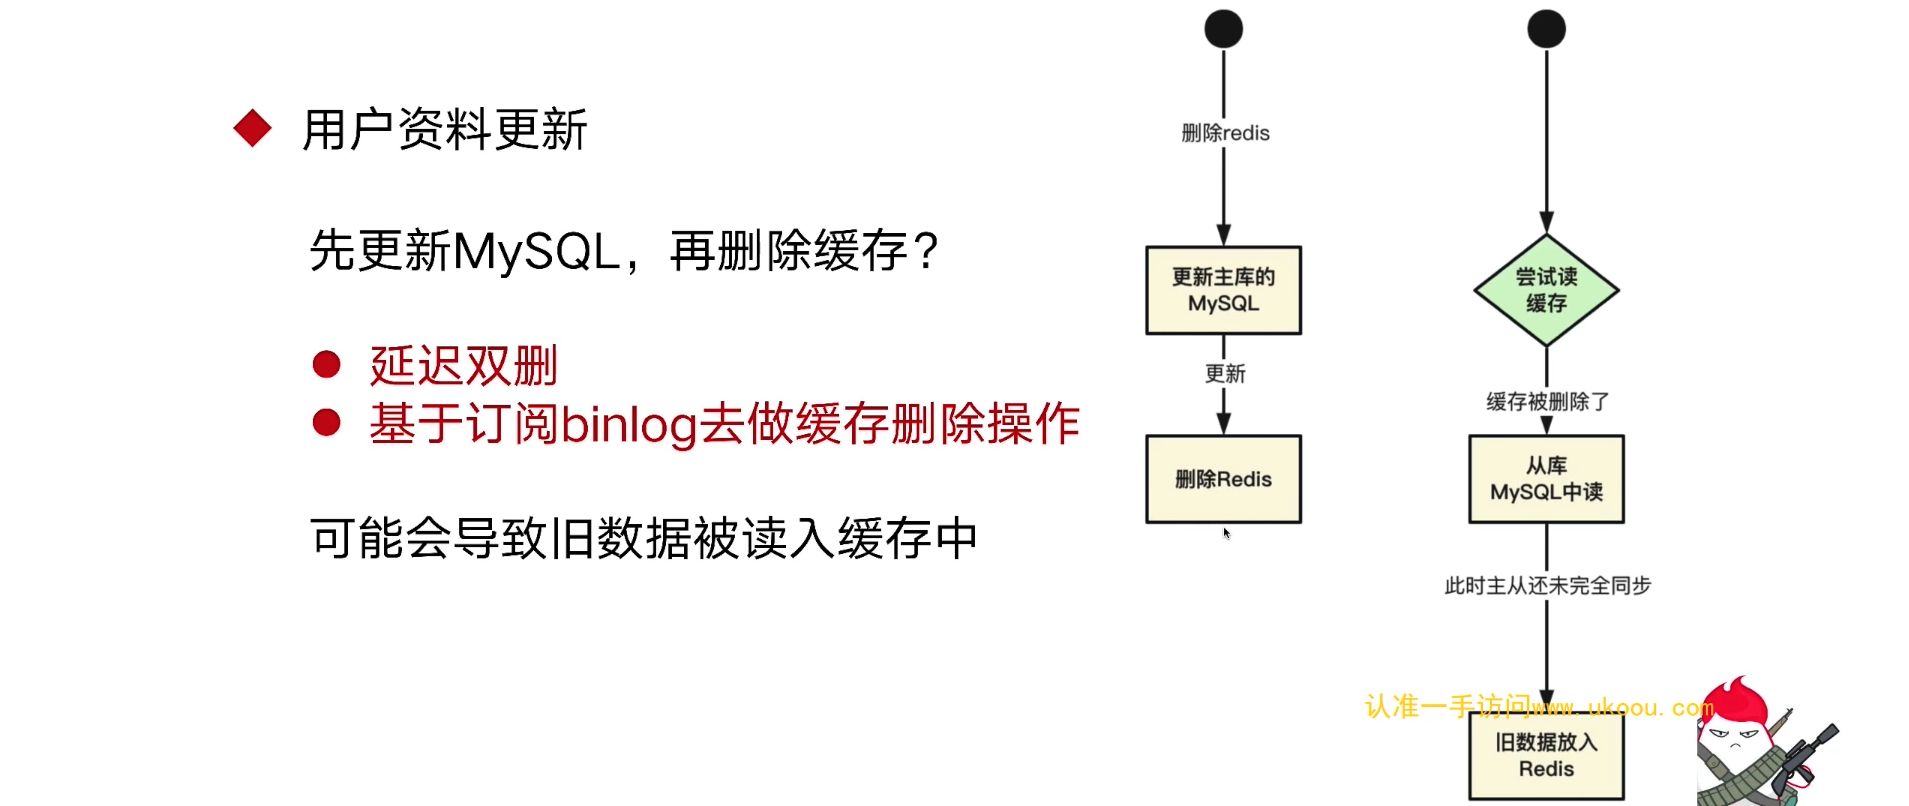 用户资料更新
先更新MySQL，再删除缓存？
延迟双删
基于订阅binlog去做缓存删除操作
可能会导致旧数据被读入缓存中
删除redis
更新主库的
MySQL
更新
删除Redis
尝试读
缓存
缓存被删除了
从库
MySQL中读
此时主从还未完全同步
认准一手访问www.ukoou.com
旧数据放入
Redis